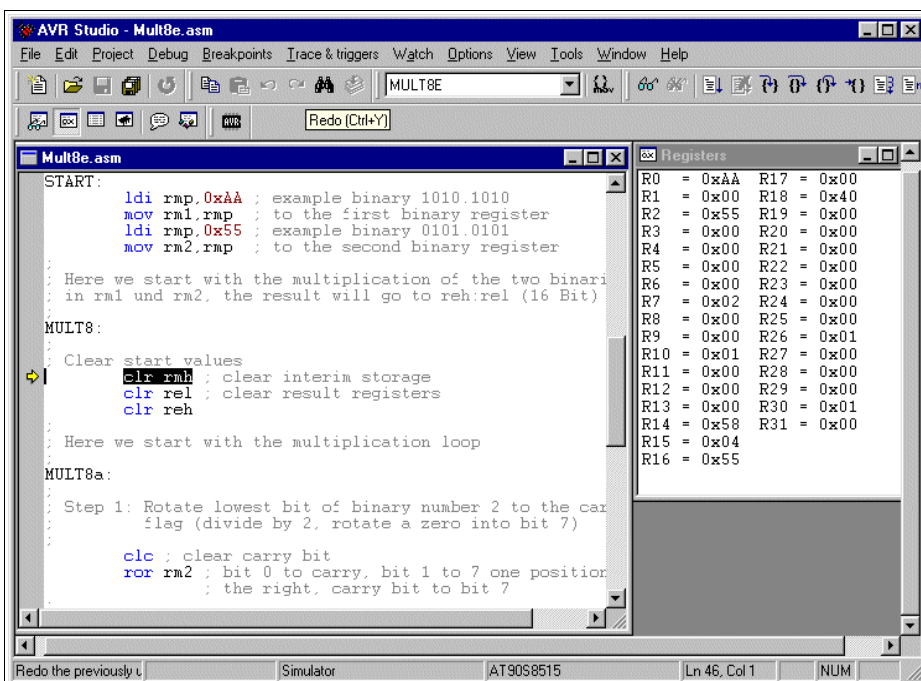 AVR Studio - Mult8e.asm
File Edit Project Debug Breakpoints Trace & triggers Watch Options View Tools Window Help
MULT8E
AVR
Redo (Ctrl+Y)
Mult8e.asm
START:
ldi rmp,0xAA ; example binary 1010.1010
mov rm1,rmp ; to the first binary register
ldi rmp,0x55 ; example binary 0101.0101
mov rm2,rmp ; to the second binary register
;
; Here we start with the multiplication of the two binari
; in rm1 und rm2, the result will go to reh:rel (16 Bit)
;
MULT8:
;
; Clear start values
clr rmh ; clear interim storage
clr rel ; clear result registers
clr reh
;
; Here we start with the multiplication loop
;
MULT8a:
;
; Step 1: Rotate lowest bit of binary number 2 to the car
; flag (divide by 2, rotate a zero into bit 7)
;
clc ; clear carry bit
ror rm2 ; bit 0 to carry, bit 1 to 7 one position
; the right, carry bit to bit 7
Registers
R0 = 0xAA R17 = 0x00
R1 = 0x00 R18 = 0x40
R2 = 0x55 R19 = 0x00
R3 = 0x00 R20 = 0x00
R4 = 0x00 R21 = 0x00
R5 = 0x00 R22 = 0x00
R6 = 0x00 R23 = 0x00
R7 = 0x02 R24 = 0x00
R8 = 0x00 R25 = 0x00
R9 = 0x00 R26 = 0x01
R10 = 0x01 R27 = 0x00
R11 = 0x00 R28 = 0x00
R12 = 0x00 R29 = 0x00
R13 = 0x00 R30 = 0x01
R14 = 0x58 R31 = 0x00
R15 = 0x04
R16 = 0x55
Redo the previously u Simulator AT90S8515 Ln 46, Col 1 NUM